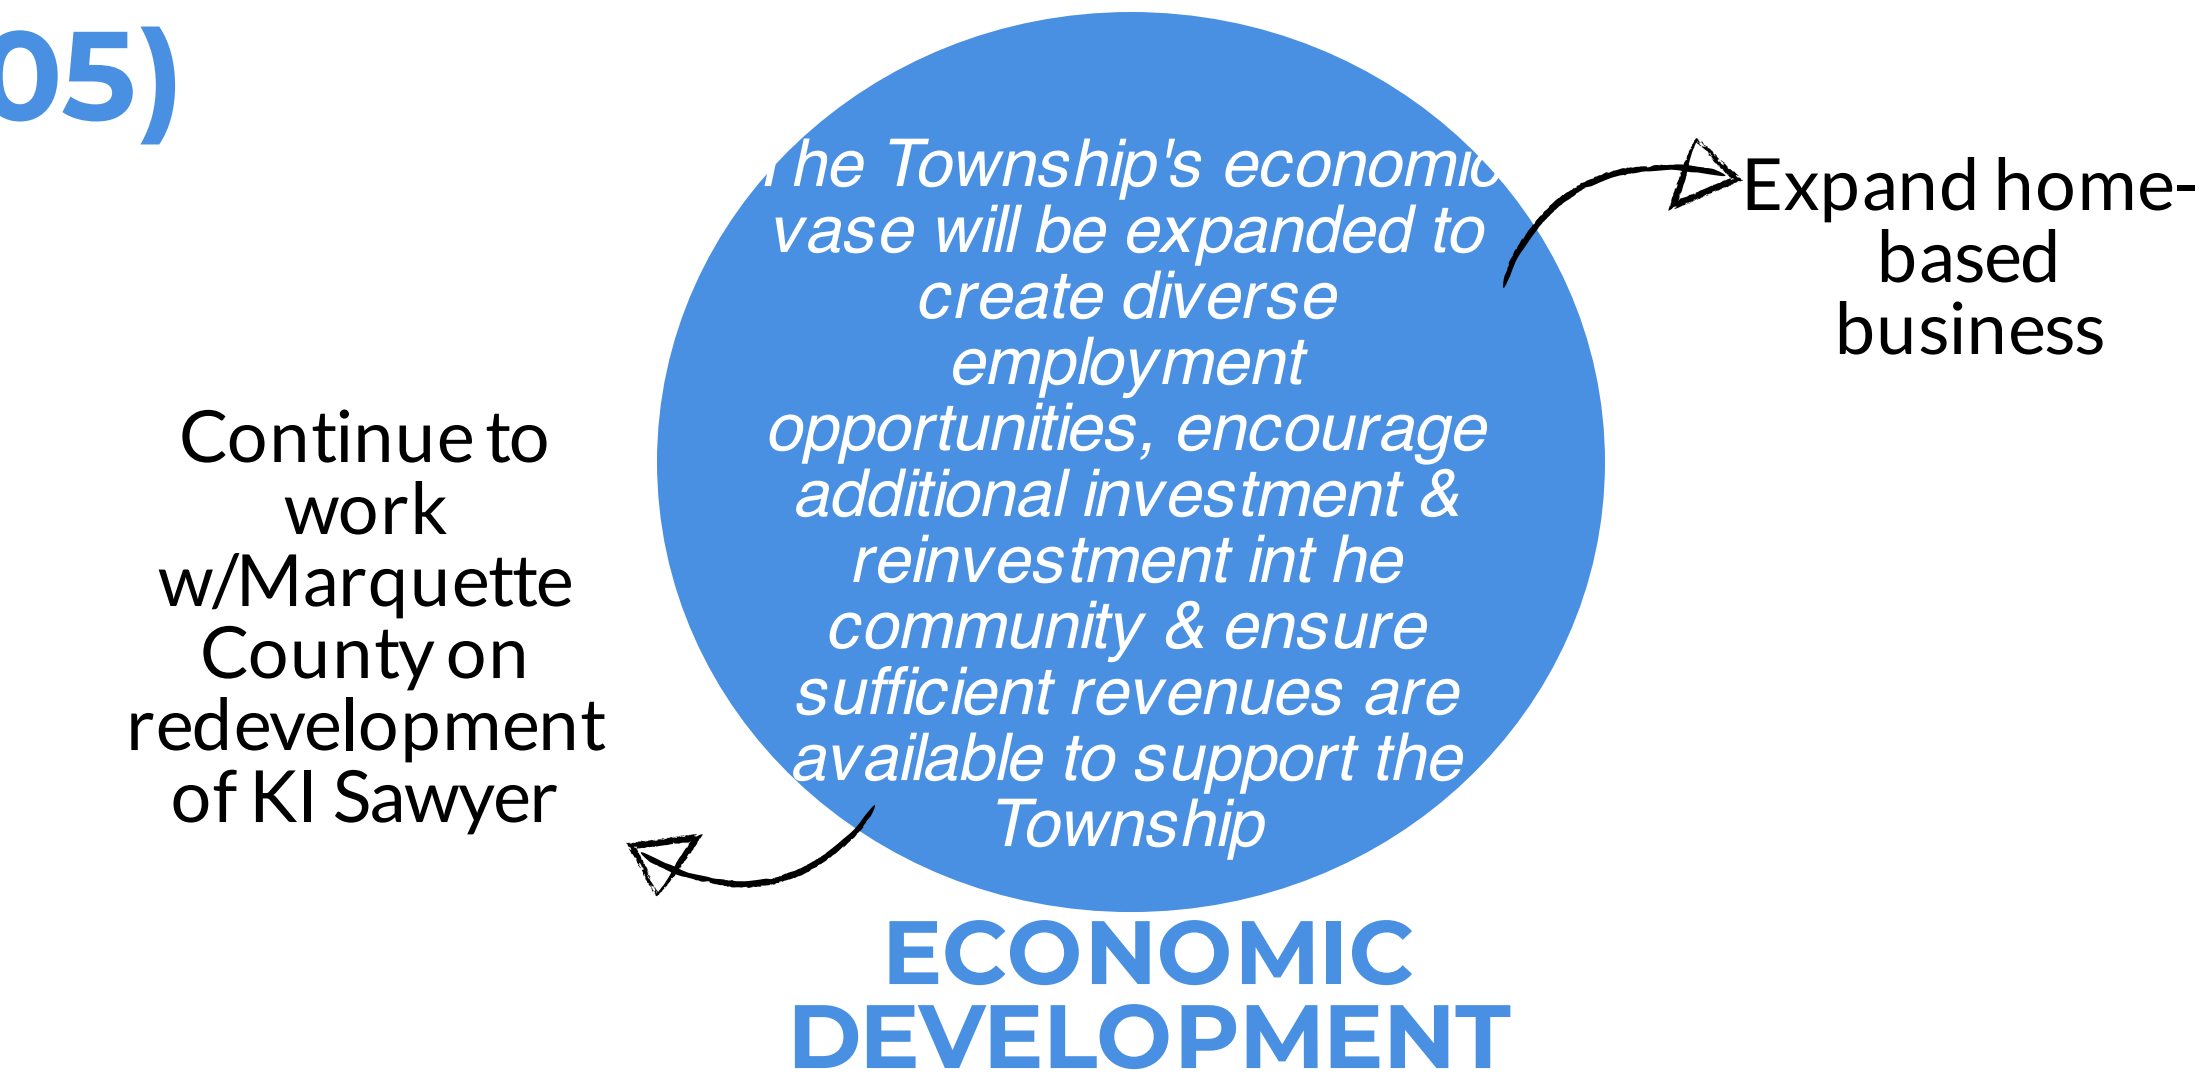 05)
The Township's economic
vase will be expanded to
create diverse
employment
opportunities, encourage
additional investment &
reinvestment int he
community & ensure
sufficient revenues are
available to support the
Township
Expand home-
based
business
Continue to
work
w/Marquette
County on
redevelopment
of KI Sawyer
ECONOMIC
DEVELOPMENT